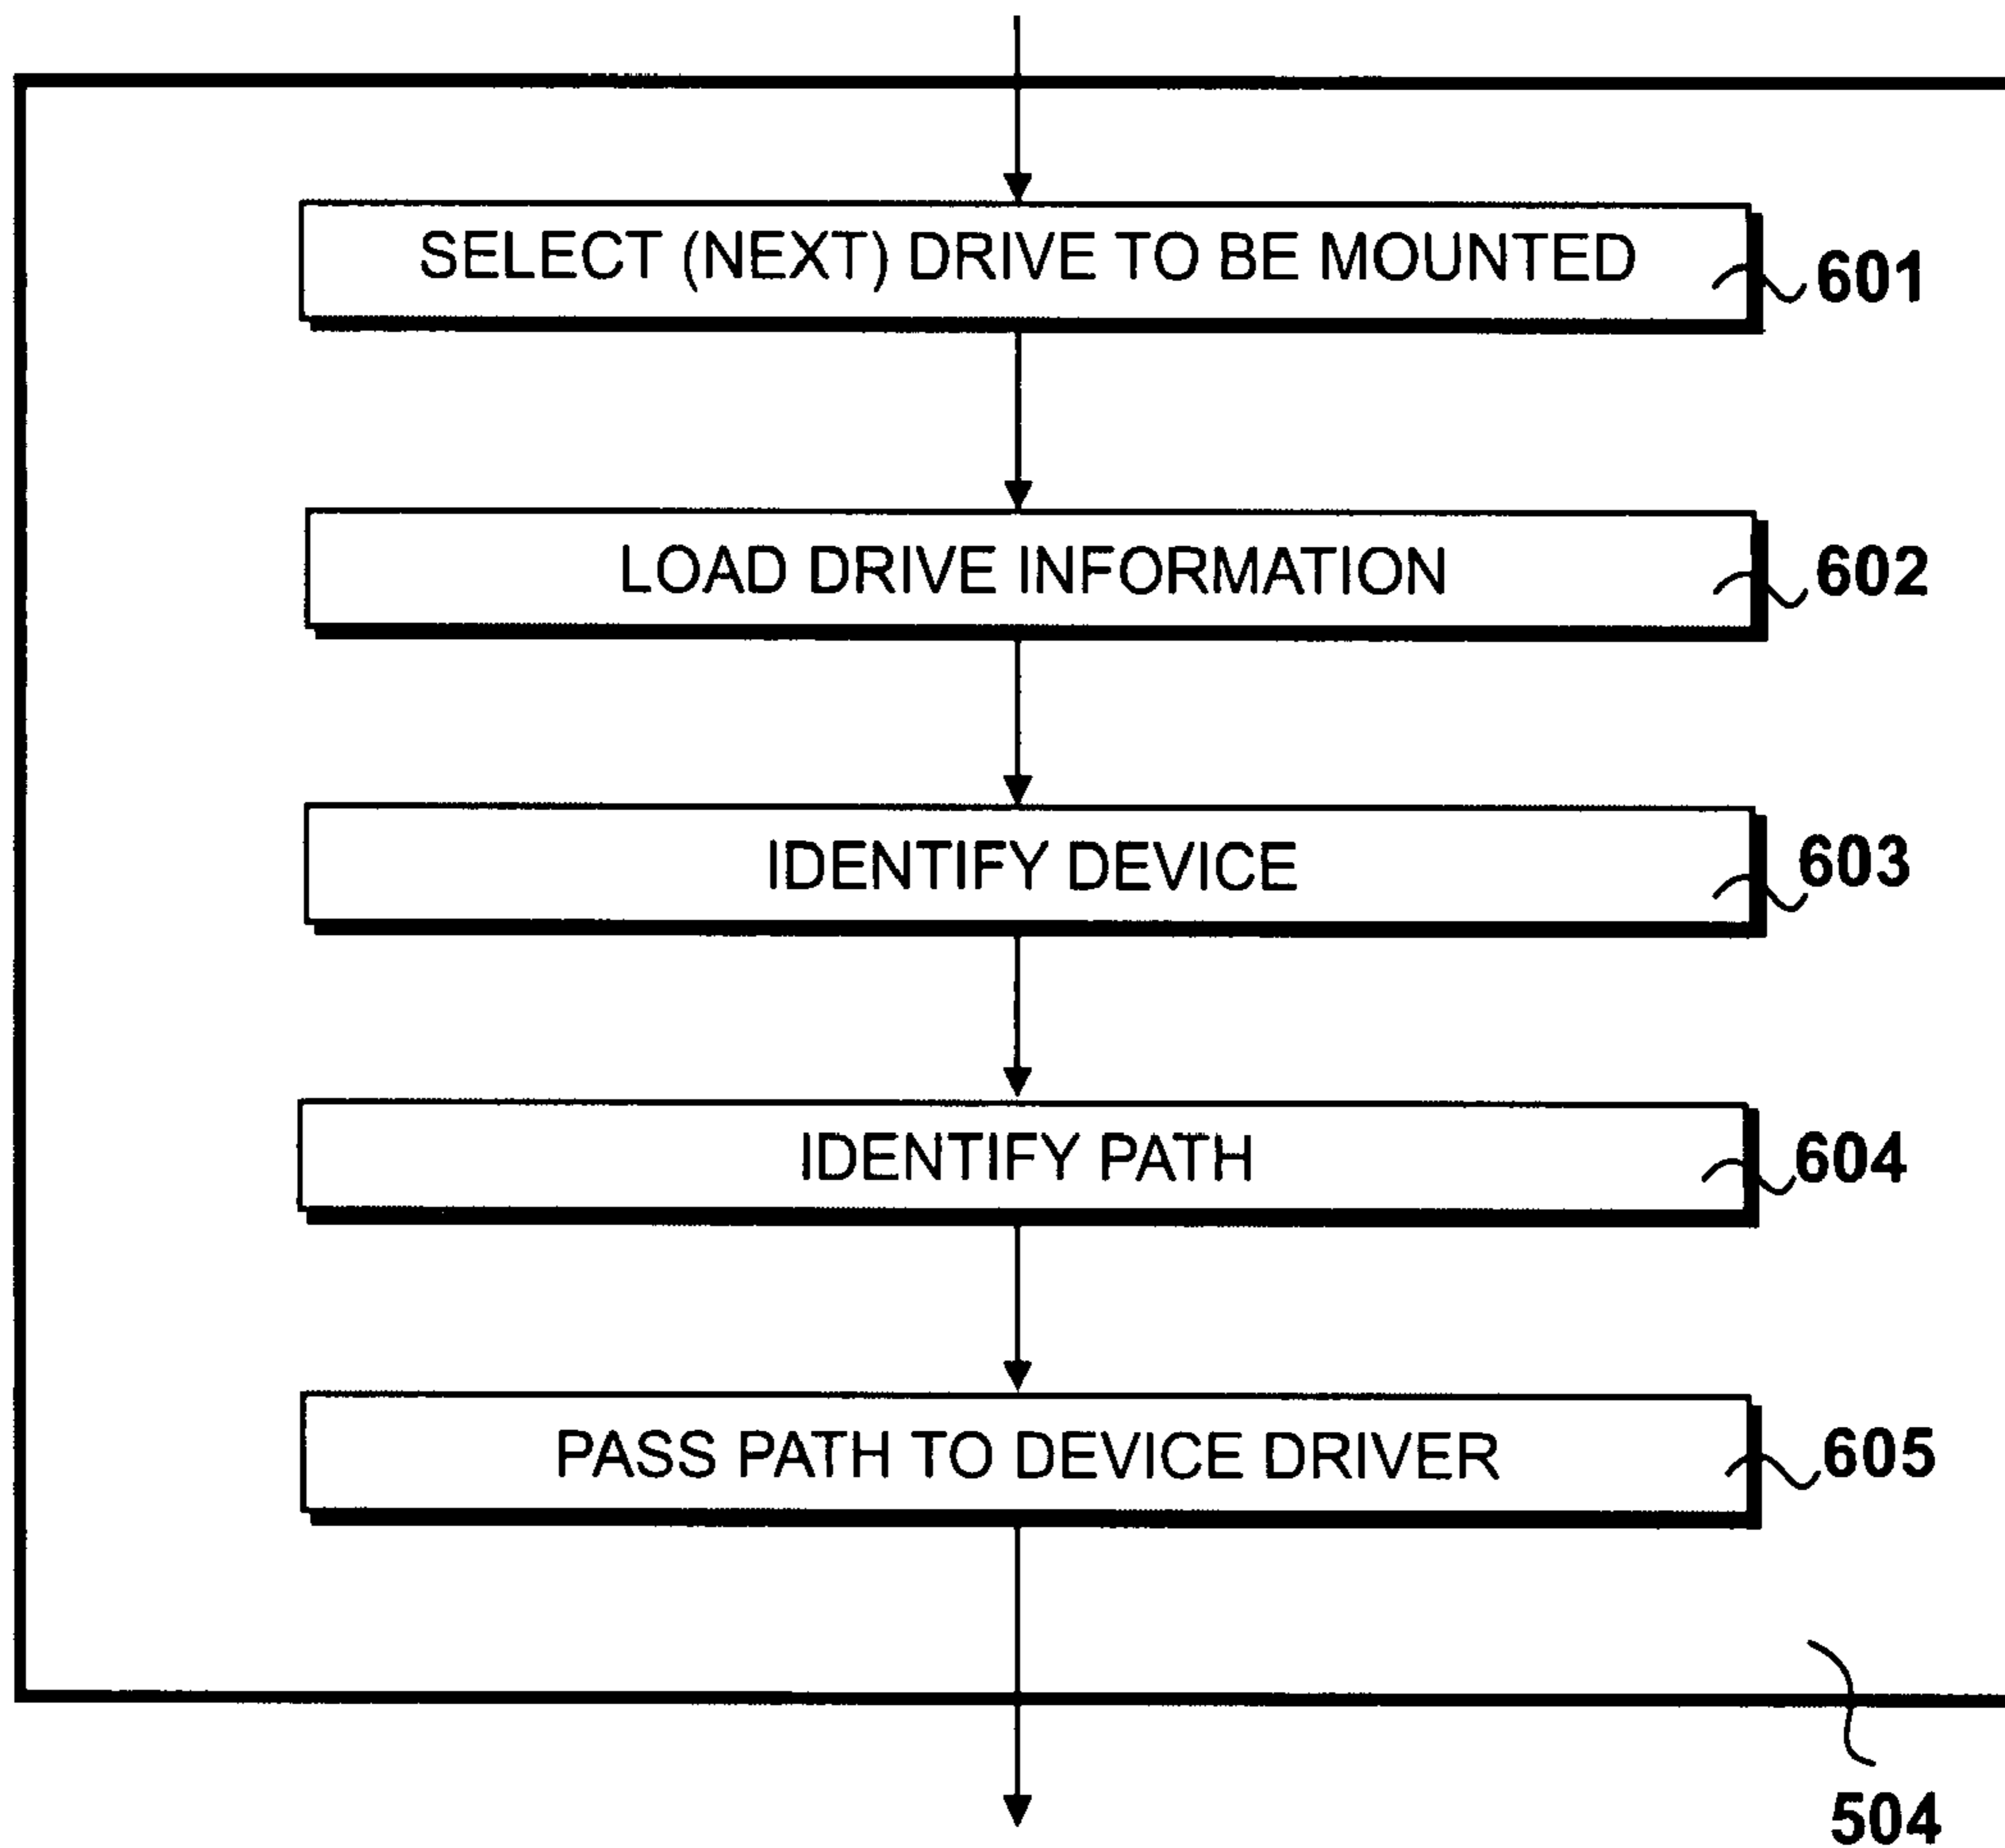 SELECT (NEXT) DRIVE TO BE MOUNTED
601
LOAD DRIVE INFORMATION
602
IDENTIFY DEVICE
603
IDENTIFY PATH
604
PASS PATH TO DEVICE DRIVER
605
504